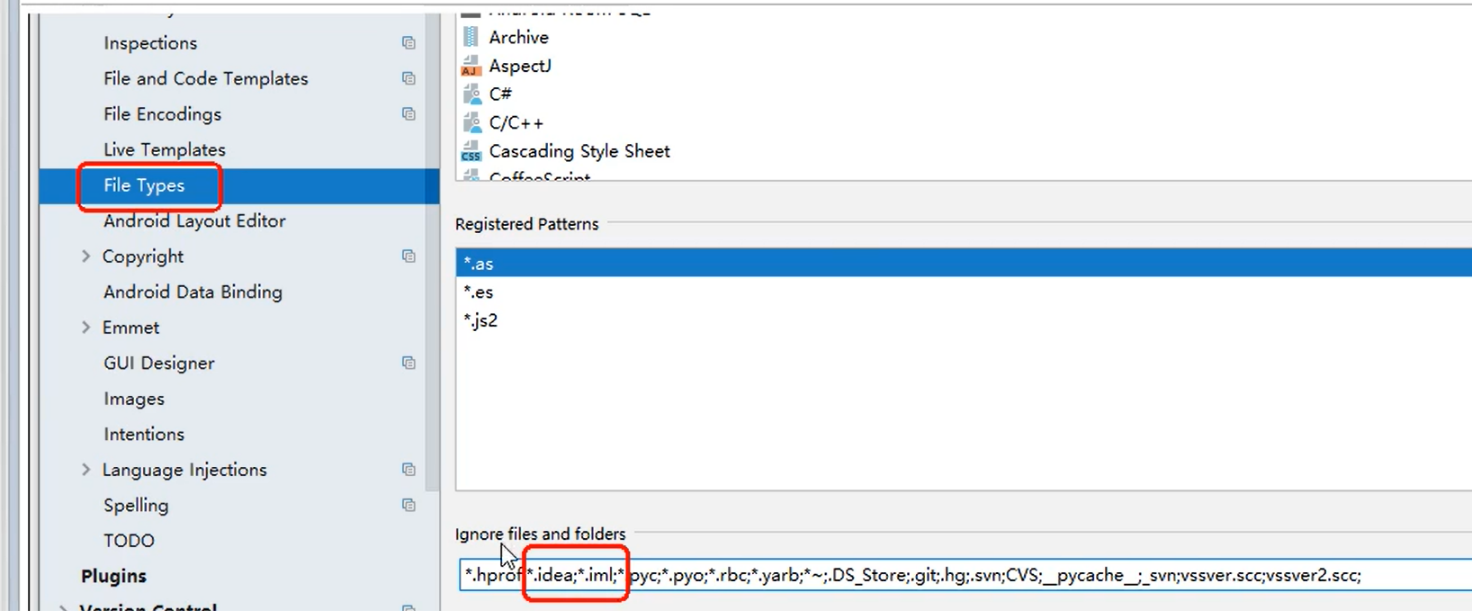 Inspections
File and Code Templates
File Encodings
Live Templates
File Types
Android Layout Editor
Copyright
Android Data Binding
Emmet
GUI Designer
Images
Intentions
Language Injections
Spelling
TODO
Plugins
Version Control
Archive
AJ AspectJ
C#
C/C++
CSS Cascading Style Sheet
CoffeeScript
Registered Patterns
*.as
*.es
*.js2
Ignore files and folders
*.hprof;*.idea;*.iml;*.pyc;*.pyo;*.rbc;*.yarb;*~;.DS_Store;.git;.hg;.svn;CVS;__pycache__;_svn;vssver.scc;vssver2.scc;